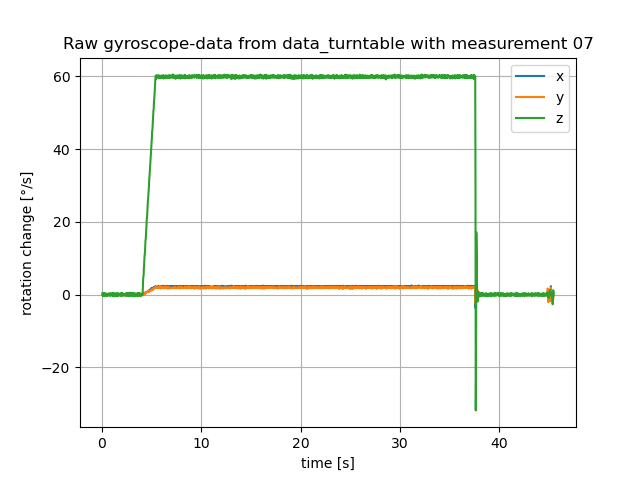 Raw gyroscope-data from data_turntable with measurement 07
x
y
z
60
40
20
0
−20
rotation change [°/s]
0 10 20 30 40
time [s]